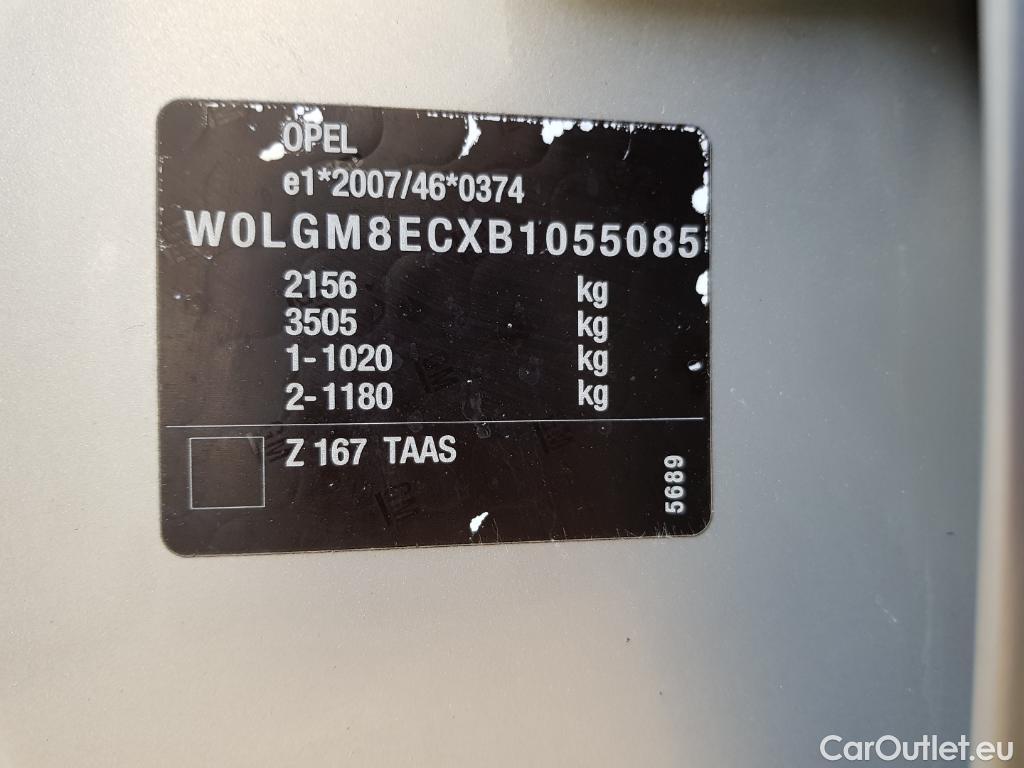 OPEL
e1*2007/46*0374
W0LGM8ECXB1055085
2156 kg
3505 kg
1-1020 kg
2-1180 kg
Z 167 TAAS
5689
CarOutlet.eu